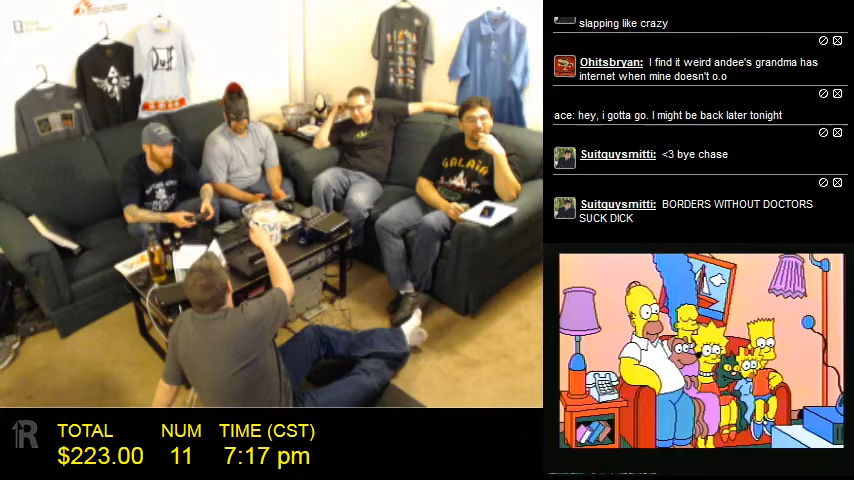 slapping like crazy
Ohitsbryan: I find it weird andee's grandma has
internet when mine doesn't o.o
ace: hey, i gotta go. I might be back later tonight
Suitguysmitti: <3 bye chase
Suitguysmitti: BORDERS WITHOUT DOCTORS
SUCK DICK
Duff
GALAGA
TOTAL NUM TIME (CST)
$223.00 11 7:17 pm